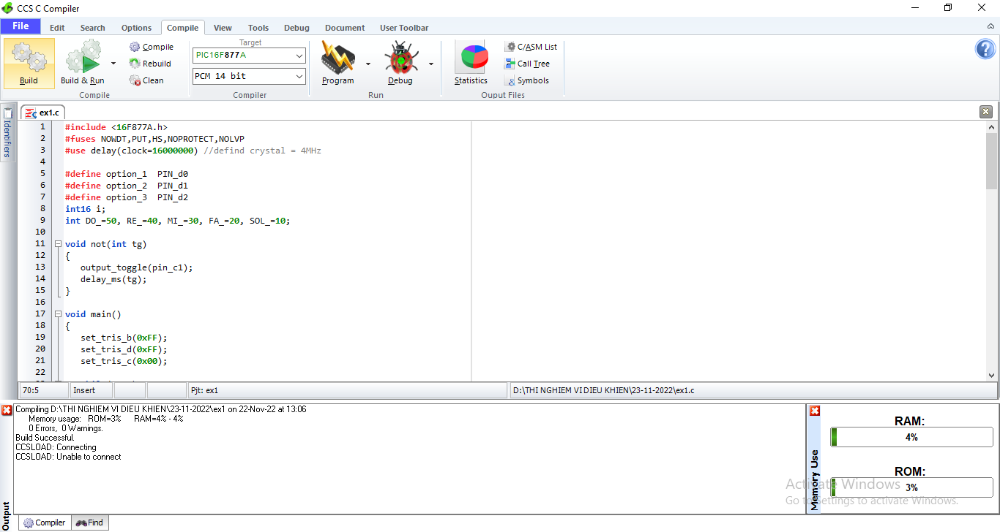 CCS C Compiler
File Edit Search Options Compile View Tools Debug Document User Toolbar
Build
Build & Run
Compile
Rebuild
Clean
Compile
Target
PIC16F877A
PCM 14 bit
Compiler
Program
Debug
Run
Statistics
C/ASM List
Call Tree
Symbols
Ouput Files
Identifiers
ex1.c
1 #include <16F877A.h>
2 #fuses NOWDT,PUT,HS,NOPROTECT,NOLVP
3 #use delay(clock=16000000) //defind crystal = 4MHz
4
5 #define option_1 PIN_d0
6 #define option_2 PIN_d1
7 #define option_3 PIN_d2
8 int16 i;
9 int DO_=50, RE_=40, MI_=30, FA_=20, SOL_=10;
10
11 void not(int tg)
12 {
13 output_toggle(pin_c1);
14 delay_ms(tg);
15 }
16
17 void main()
18 {
19 set_tris_b(0xFF);
20 set_tris_d(0xFF);
21 set_tris_c(0x00);
22
70:5 Insert Pjt: ex1 D:\THI NGHIEM VI DIEU KHIEN\23-11-2022\ex1.c
Compiling D:\THI NGHIEM VI DIEU KHIEN\23-11-2022\ex1 on 22-Nov-22 at 13:06
Memory usage: ROM=3% RAM=4% - 4%
0 Errors, 0 Warnings.
Build Successful.
CCSLOAD: Connecting
CCSLOAD: Unable to connect
Output
Compiler Find
Memory Use
RAM:
4%
ROM:
3%
Activate Windows
Go to Settings to activate Windows.